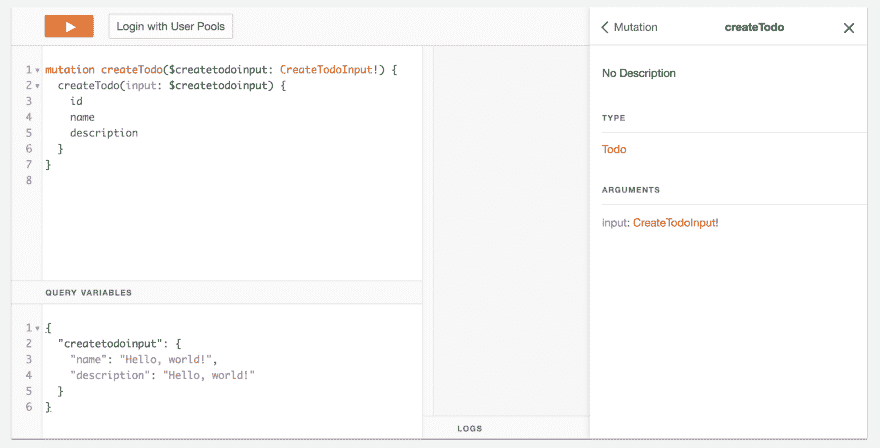 Login with User Pools
1 mutation createTodo($createtodoinput: CreateTodoInput!) {
2 createTodo(input: $createtodoinput) {
3 id
4 name
5 description
6 }
7 }
8
QUERY VARIABLES
1 {
2 "createtodoinput": {
3 "name": "Hello, world!",
4 "description": "Hello, world!"
5 }
6 }
LOGS
Mutation createTodo
No Description
TYPE
Todo
ARGUMENTS
input: CreateTodoInput!